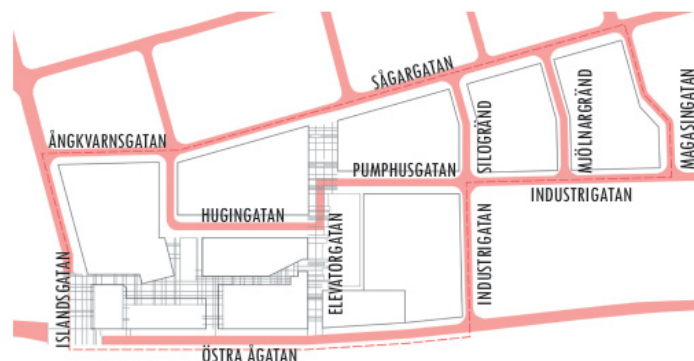 SÅGARGATAN
ÅNGKVARNSGATAN
SILOGRÄND
MJÖLNARGRÄND
MAGASINGATAN
PUMPHUSGATAN
INDUSTRIGATAN
HUGINGATAN
ELEVATORGATAN
INDUSTRIGATAN
ISLANDSGATAN
ÖSTRA ÅGATAN